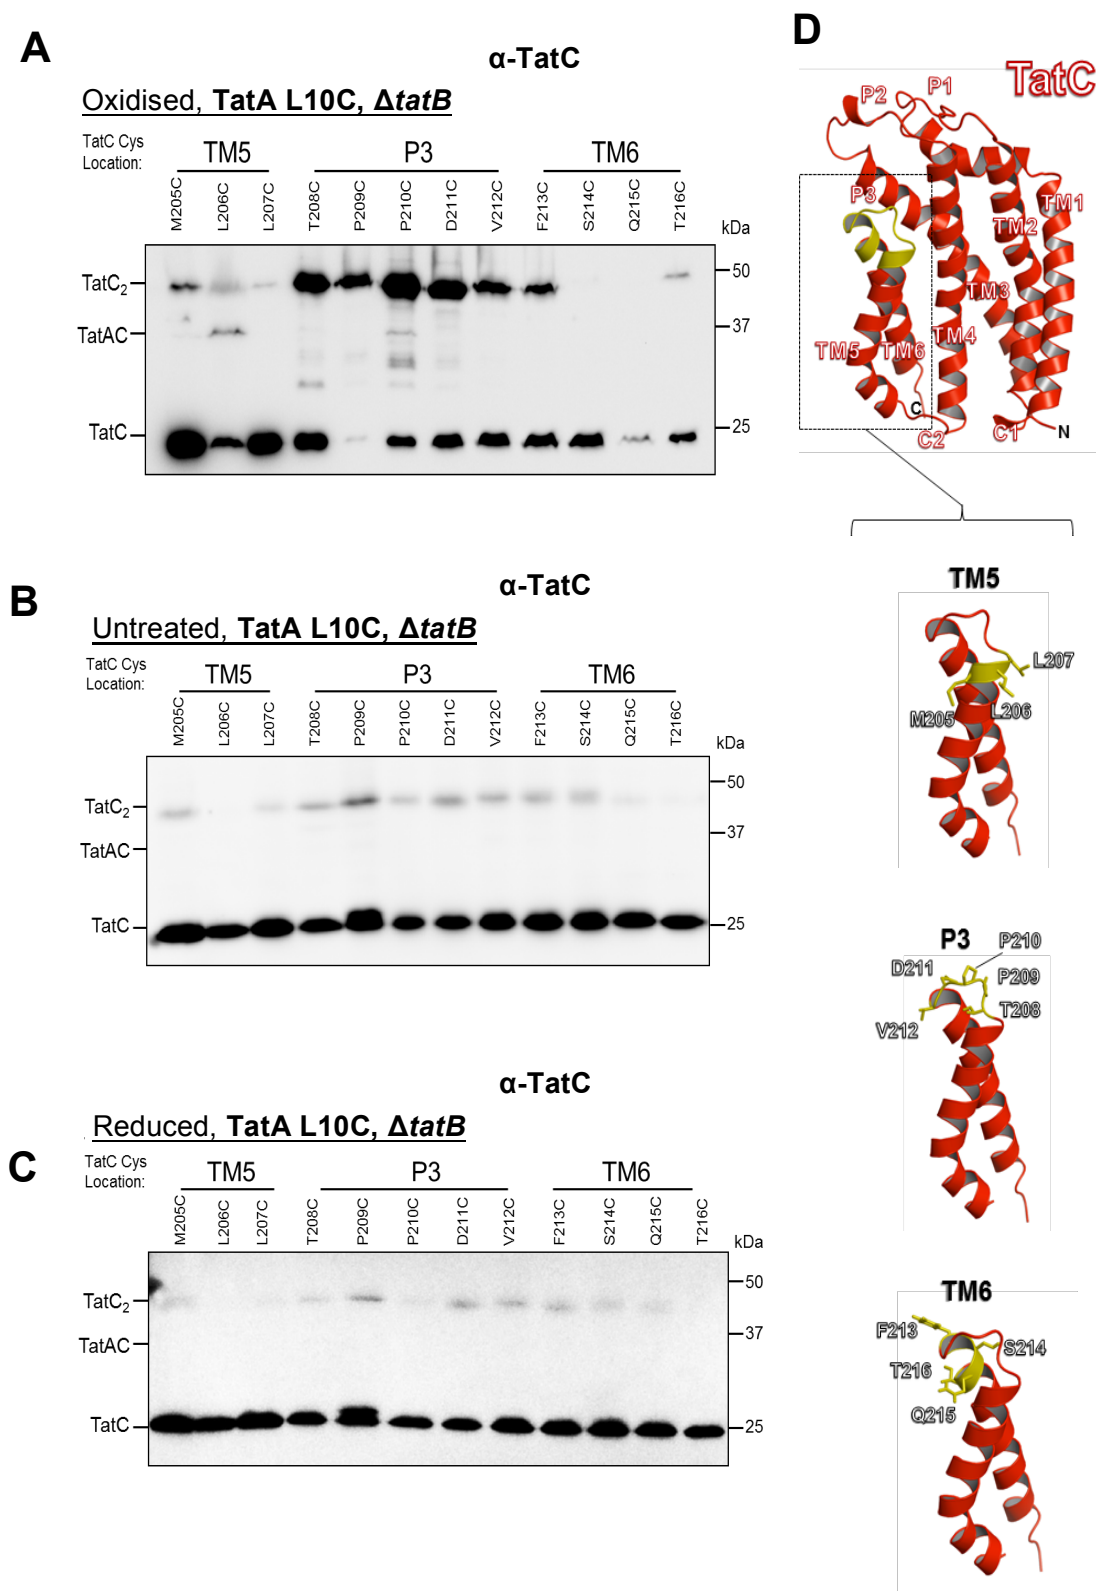 A
α-TatC
Oxidised, TatA L10C, ΔtatB
TatC Cys
Location:
TM5
P3
TM6
M205C
L206C
L207C
T208C
P209C
P210C
D211C
V212C
F213C
S214C
Q215C
T216C
kDa
TatC2
TatAC
TatC
50
37
25
B
α-TatC
Untreated, TatA L10C, ΔtatB
TatC Cys
Location:
TM5
P3
TM6
M205C
L206C
L207C
T208C
P209C
P210C
D211C
V212C
F213C
S214C
Q215C
T216C
kDa
TatC2
TatAC
TatC
50
37
25
C
α-TatC
Reduced, TatA L10C, ΔtatB
TatC Cys
Location:
TM5
P3
TM6
M205C
L206C
L207C
T208C
P209C
P210C
D211C
V212C
F213C
S214C
Q215C
T216C
kDa
TatC2
TatAC
TatC
50
37
25
D
TatC
P2
P1
P3
TM1
TM2
TM3
TM4
TM5
TM6
C
C2
C1
N
TM5
L207
M205
L206
P3
P210
D211
P209
T208
V212
TM6
F213
S214
T216
Q215